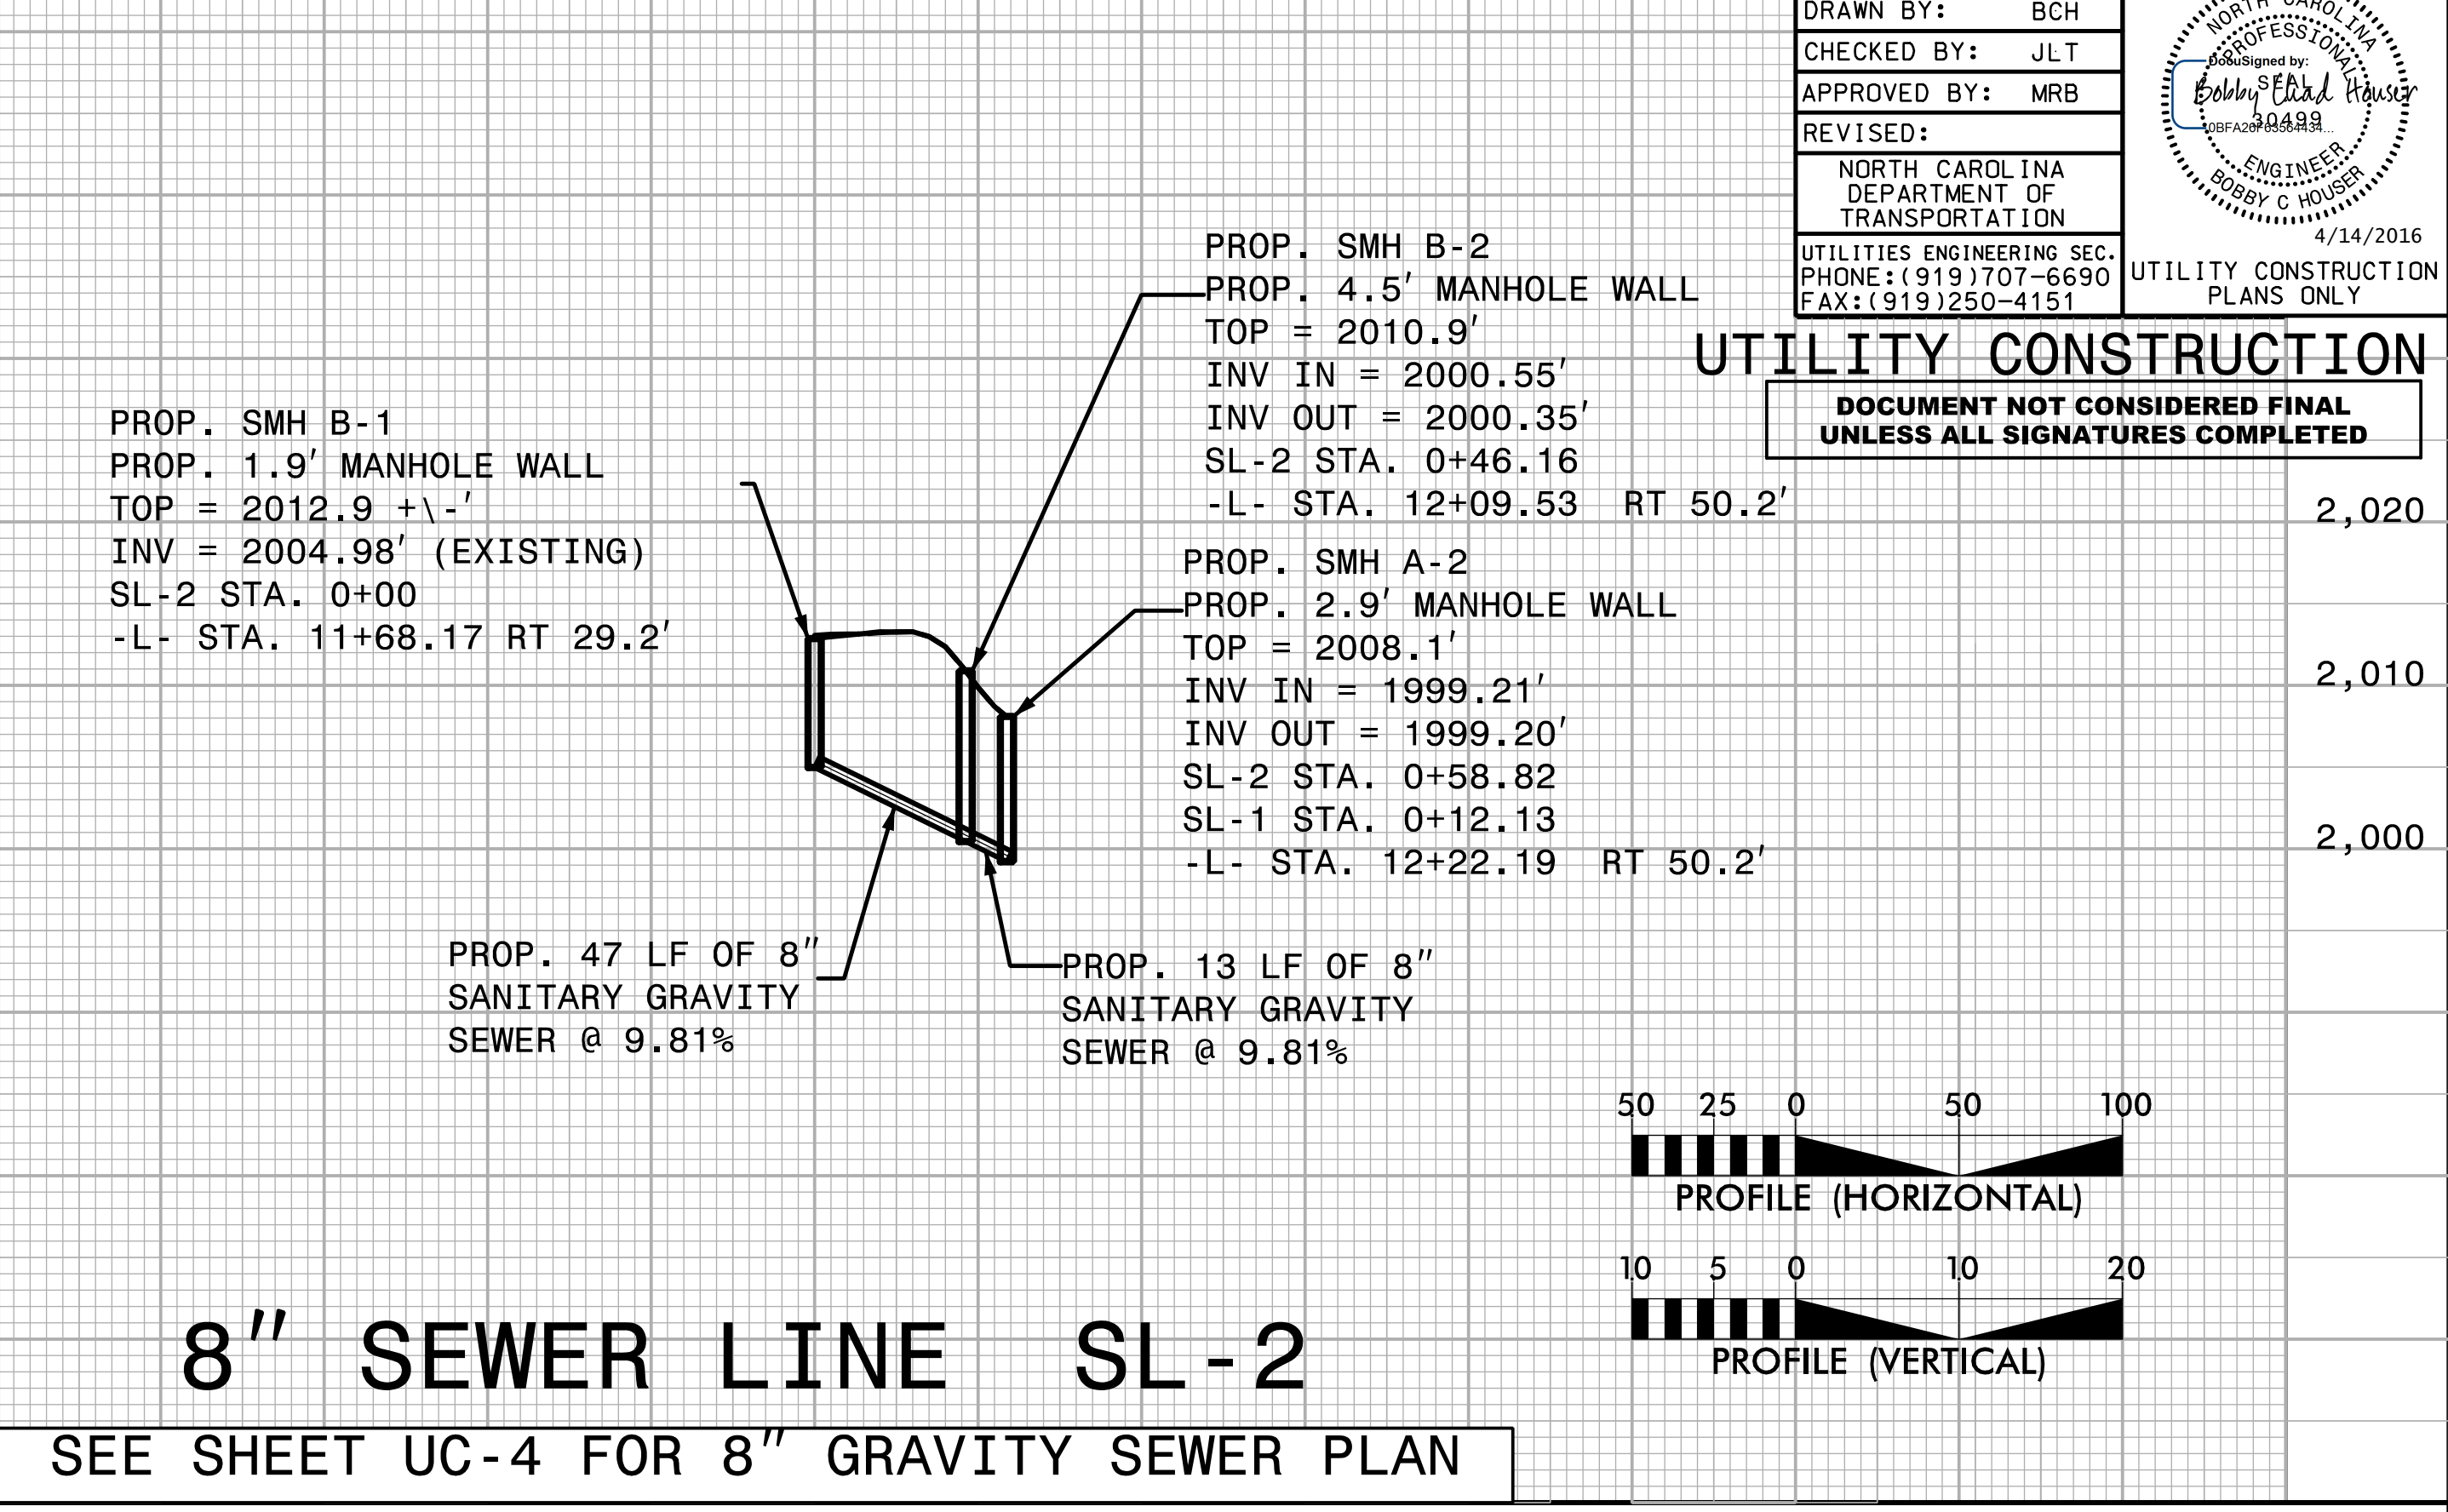 DRAWN BY: BCH
CHECKED BY: JLT
APPROVED BY: MRB
REVISED:
NORTH CAROLINA
DEPARTMENT OF
TRANSPORTATION
UTILITIES ENGINEERING SEC.
PHONE:(919)707-6690
FAX:(919)250-4151
NORTH CAROLINA
PROFESSIONAL
DocuSigned by:
SEAL
Bobby Chad Houser
30499
0BFA26F63564434...
ENGINEER
BOBBY C HOUSER
4/14/2016
UTILITY CONSTRUCTION
PLANS ONLY
UTILITY CONSTRUCTION
DOCUMENT NOT CONSIDERED FINAL
UNLESS ALL SIGNATURES COMPLETED
PROP. SMH B-2
PROP. 4.5' MANHOLE WALL
TOP = 2010.9'
INV IN = 2000.55'
INV OUT = 2000.35'
SL-2 STA. 0+46.16
-L- STA. 12+09.53 RT 50.2'
PROP. SMH B-1
PROP. 1.9' MANHOLE WALL
TOP = 2012.9 +\-'
INV = 2004.98' (EXISTING)
SL-2 STA. 0+00
-L- STA. 11+68.17 RT 29.2'
PROP. SMH A-2
PROP. 2.9' MANHOLE WALL
TOP = 2008.1'
INV IN = 1999.21'
INV OUT = 1999.20'
SL-2 STA. 0+58.82
SL-1 STA. 0+12.13
-L- STA. 12+22.19 RT 50.2'
2,020
2,010
2,000
PROP. 47 LF OF 8"
SANITARY GRAVITY
SEWER @ 9.81%
PROP. 13 LF OF 8"
SANITARY GRAVITY
SEWER @ 9.81%
50 25 0 50 100
PROFILE (HORIZONTAL)
10 5 0 10 20
PROFILE (VERTICAL)
8" SEWER LINE SL-2
SEE SHEET UC-4 FOR 8" GRAVITY SEWER PLAN